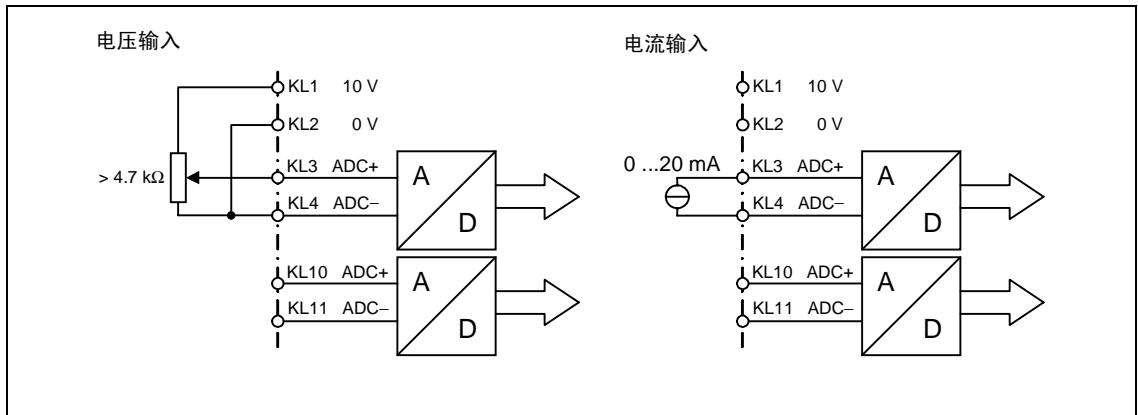 电压输入
KL1 10 V
KL2 0 V
> 4.7 kΩ
KL3 ADC+
KL4 ADC−
A
D
KL10 ADC+
KL11 ADC−
A
D
电流输入
KL1 10 V
KL2 0 V
0 ...20 mA
KL3 ADC+
KL4 ADC−
A
D
KL10 ADC+
KL11 ADC−
A
D